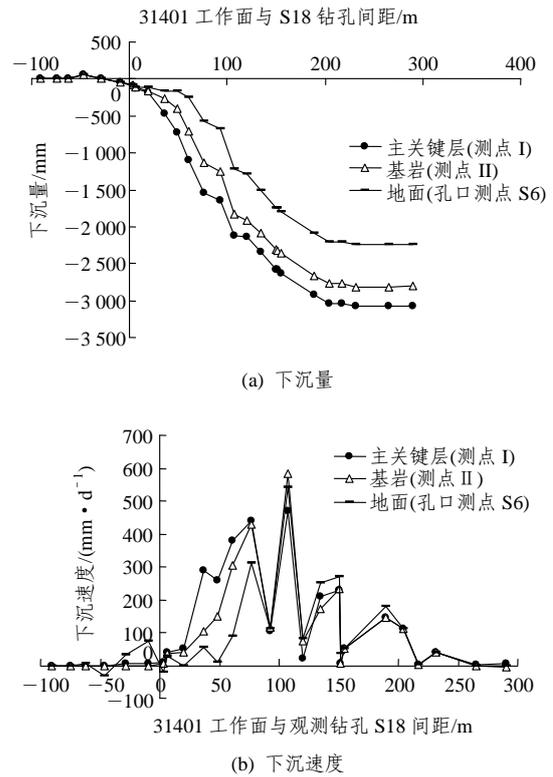 31401 工作面与 S18 钻孔间距/m
-100 0 100 200 300 400
500
0
-500
-1 000
-1 500
-2 000
-2 500
-3 000
-3 500
下沉量/mm
主关键层(测点 I)
基岩(测点 II)
地面(孔口测点 S6)
(a) 下沉量
700
600
500
400
300
200
100
0
-100
下沉速度/(mm·d⁻¹)
主关键层(测点 I)
基岩(测点 II)
地面(孔口测点 S6)
-100 -50 0 50 100 150 200 250 300
31401 工作面与观测钻孔 S18 间距/m
(b) 下沉速度